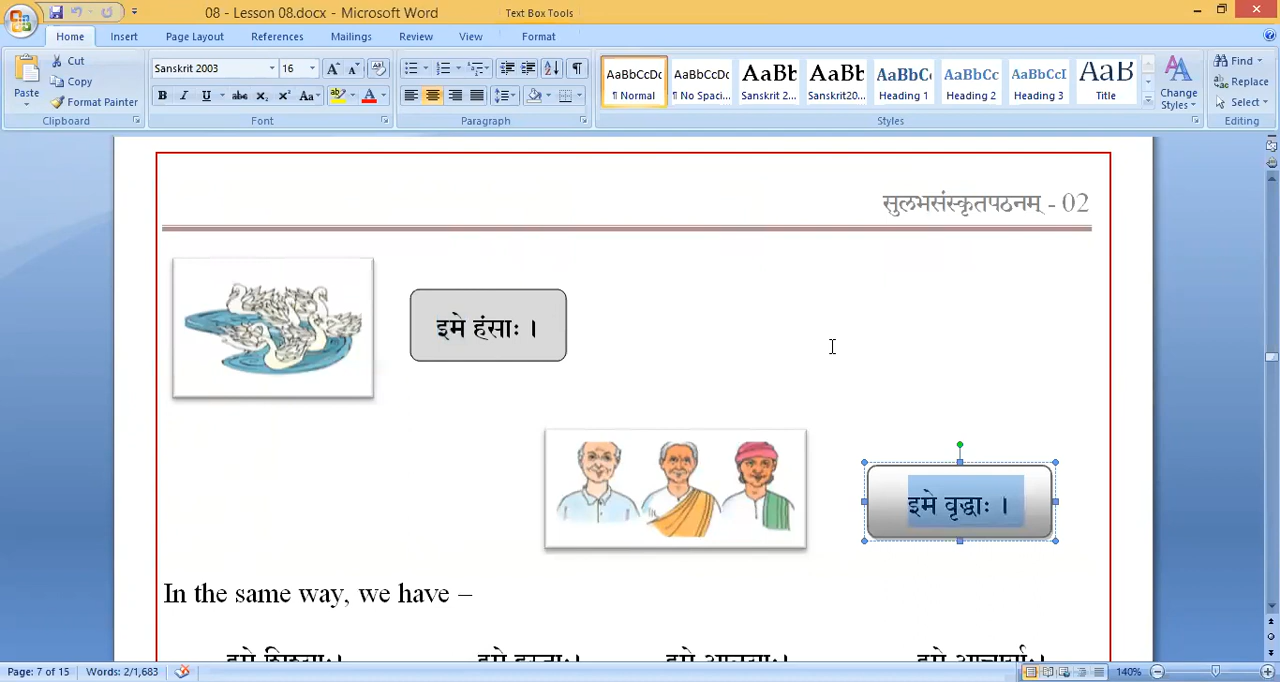 08 - Lesson 08.docx - Microsoft Word
Text Box Tools
Home Insert Page Layout References Mailings Review View Format
Paste
Cut
Copy
Format Painter
Clipboard
Sanskrit 2003 16
Font
Paragraph
AaBbCcDc AaBbCcDc AaBb AaBb AaBbC AaBbCc AaBbCcI AaB
¶ Normal ¶ No Spaci... Sanskrit 2... Sanskrit20... Heading 1 Heading 2 Heading 3 Title
Change Styles
Styles
Find
Replace
Select
Editing
सुलभसंस्कृतपठनम् - 02
इमे हंसाः ।
इमे वृद्धाः ।
In the same way, we have –
Page: 7 of 15 Words: 2/1,683 140%